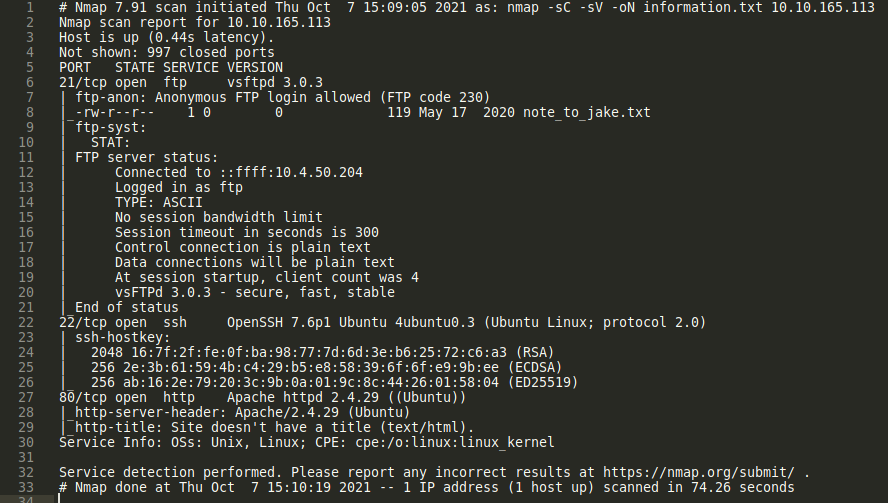 1 # Nmap 7.91 scan initiated Thu Oct  7 15:09:05 2021 as: nmap -sC -sV -oN information.txt 10.10.165.113
2 Nmap scan report for 10.10.165.113
3 Host is up (0.44s latency).
4 Not shown: 997 closed ports
5 PORT   STATE SERVICE VERSION
6 21/tcp open  ftp     vsftpd 3.0.3
7 | ftp-anon: Anonymous FTP login allowed (FTP code 230)
8 |_-rw-r--r--    1 0        0             119 May 17  2020 note_to_jake.txt
9 | ftp-syst:
10 |   STAT:
11 | FTP server status:
12 |      Connected to ::ffff:10.4.50.204
13 |      Logged in as ftp
14 |      TYPE: ASCII
15 |      No session bandwidth limit
16 |      Session timeout in seconds is 300
17 |      Control connection is plain text
18 |      Data connections will be plain text
19 |      At session startup, client count was 4
20 |      vsFTPd 3.0.3 - secure, fast, stable
21 |_End of status
22 22/tcp open  ssh     OpenSSH 7.6p1 Ubuntu 4ubuntu0.3 (Ubuntu Linux; protocol 2.0)
23 | ssh-hostkey:
24 |   2048 16:7f:2f:fe:0f:ba:98:77:7d:6d:3e:b6:25:72:c6:a3 (RSA)
25 |   256 2e:3b:61:59:4b:c4:29:b5:e8:58:39:6f:6f:e9:9b:ee (ECDSA)
26 |_  256 ab:16:2e:79:20:3c:9b:0a:01:9c:8c:44:26:01:58:04 (ED25519)
27 80/tcp open  http    Apache httpd 2.4.29 ((Ubuntu))
28 |_http-server-header: Apache/2.4.29 (Ubuntu)
29 |_http-title: Site doesn't have a title (text/html).
30 Service Info: OSs: Unix, Linux; CPE: cpe:/o:linux:linux_kernel
31
32 Service detection performed. Please report any incorrect results at https://nmap.org/submit/ .
33 # Nmap done at Thu Oct  7 15:10:19 2021 -- 1 IP address (1 host up) scanned in 74.26 seconds
34